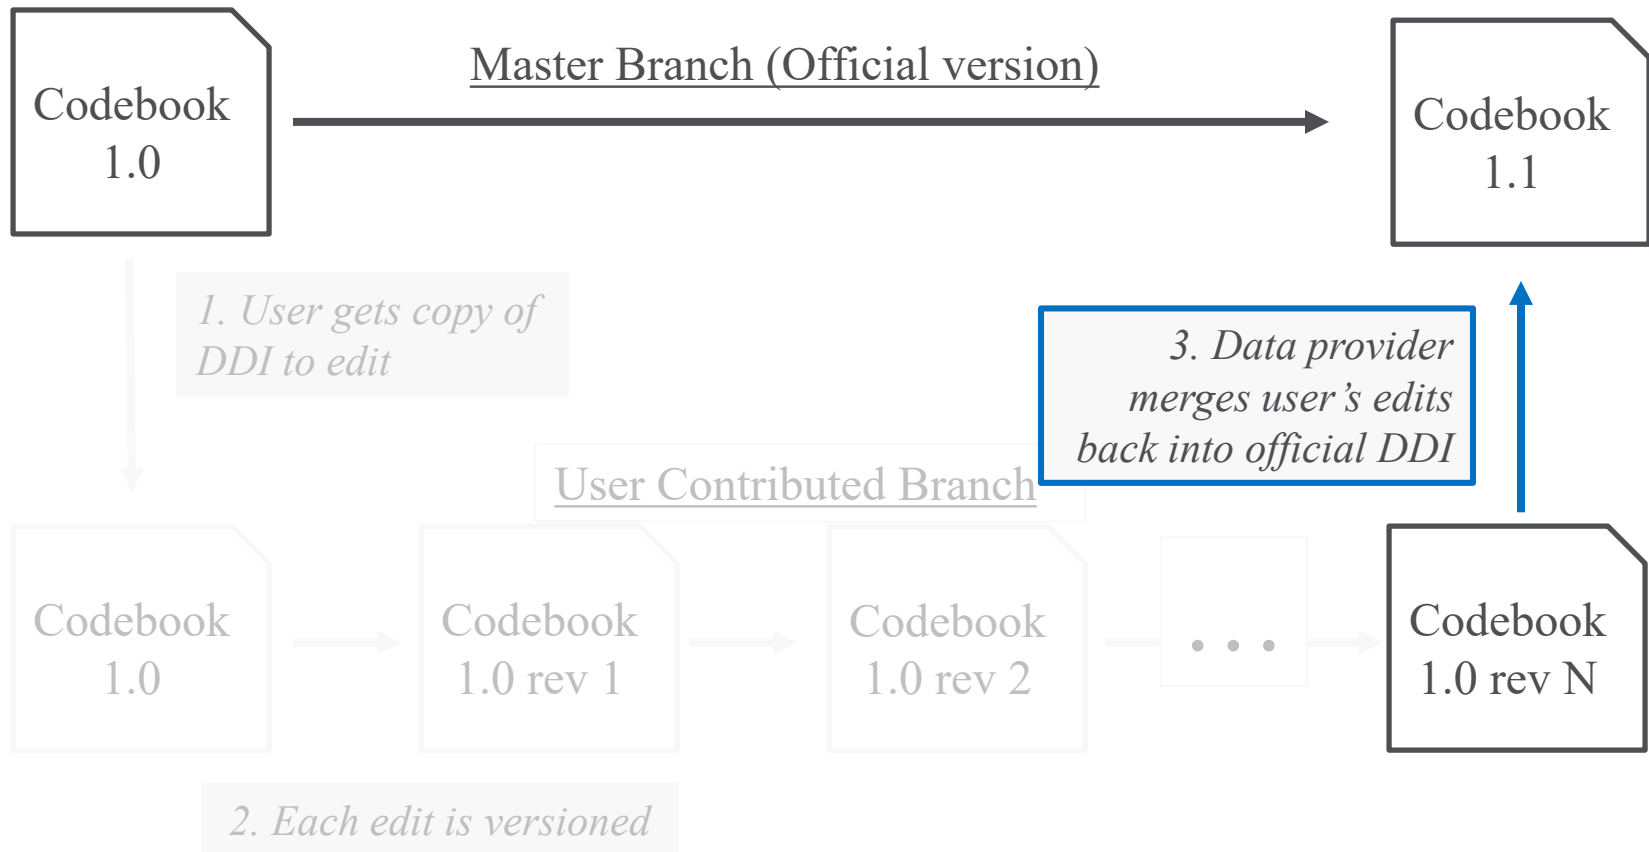 Master Branch (Official version)
Codebook
1.0
Codebook
1.1
1. User gets copy of
DDI to edit
3. Data provider
merges user’s edits
back into official DDI
User Contributed Branch
Codebook
1.0
Codebook
1.0 rev 1
Codebook
1.0 rev 2
. . .
Codebook
1.0 rev N
2. Each edit is versioned